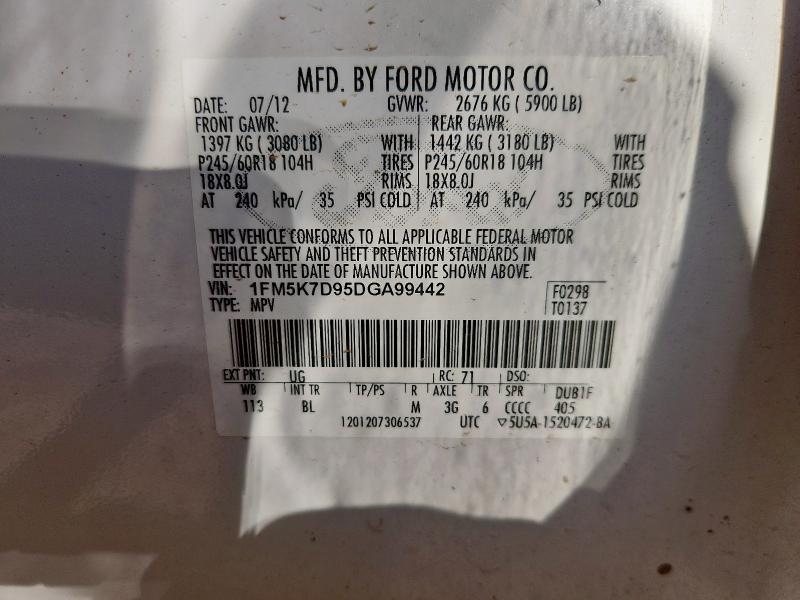 MFD. BY FORD MOTOR CO.
DATE: 07/12 GVWR: 2676 KG ( 5900 LB)
FRONT GAWR: REAR GAWR:
1397 KG ( 3080 LB) WITH 1442 KG ( 3180 LB) WITH
P245/60R18 104H TIRES P245/60R18 104H TIRES
18X8.0J RIMS 18X8.0J RIMS
AT 240 kPa/ 35 PSI COLD AT 240 kPa/ 35 PSI COLD
THIS VEHICLE CONFORMS TO ALL APPLICABLE FEDERAL MOTOR
VEHICLE SAFETY AND THEFT PREVENTION STANDARDS IN
EFFECT ON THE DATE OF MANUFACTURE SHOWN ABOVE.
VIN: 1FM5K7D95DGA99442 F0298
TYPE: MPV T0137
EXT PNT: UG RC: 71 DSO:
WB INT TR TP/PS R AXLE TR SPR DUB1F
113 BL M 3G 6 CCCC 405
1201207306537 UTC ▽5U5A-1520472-BA